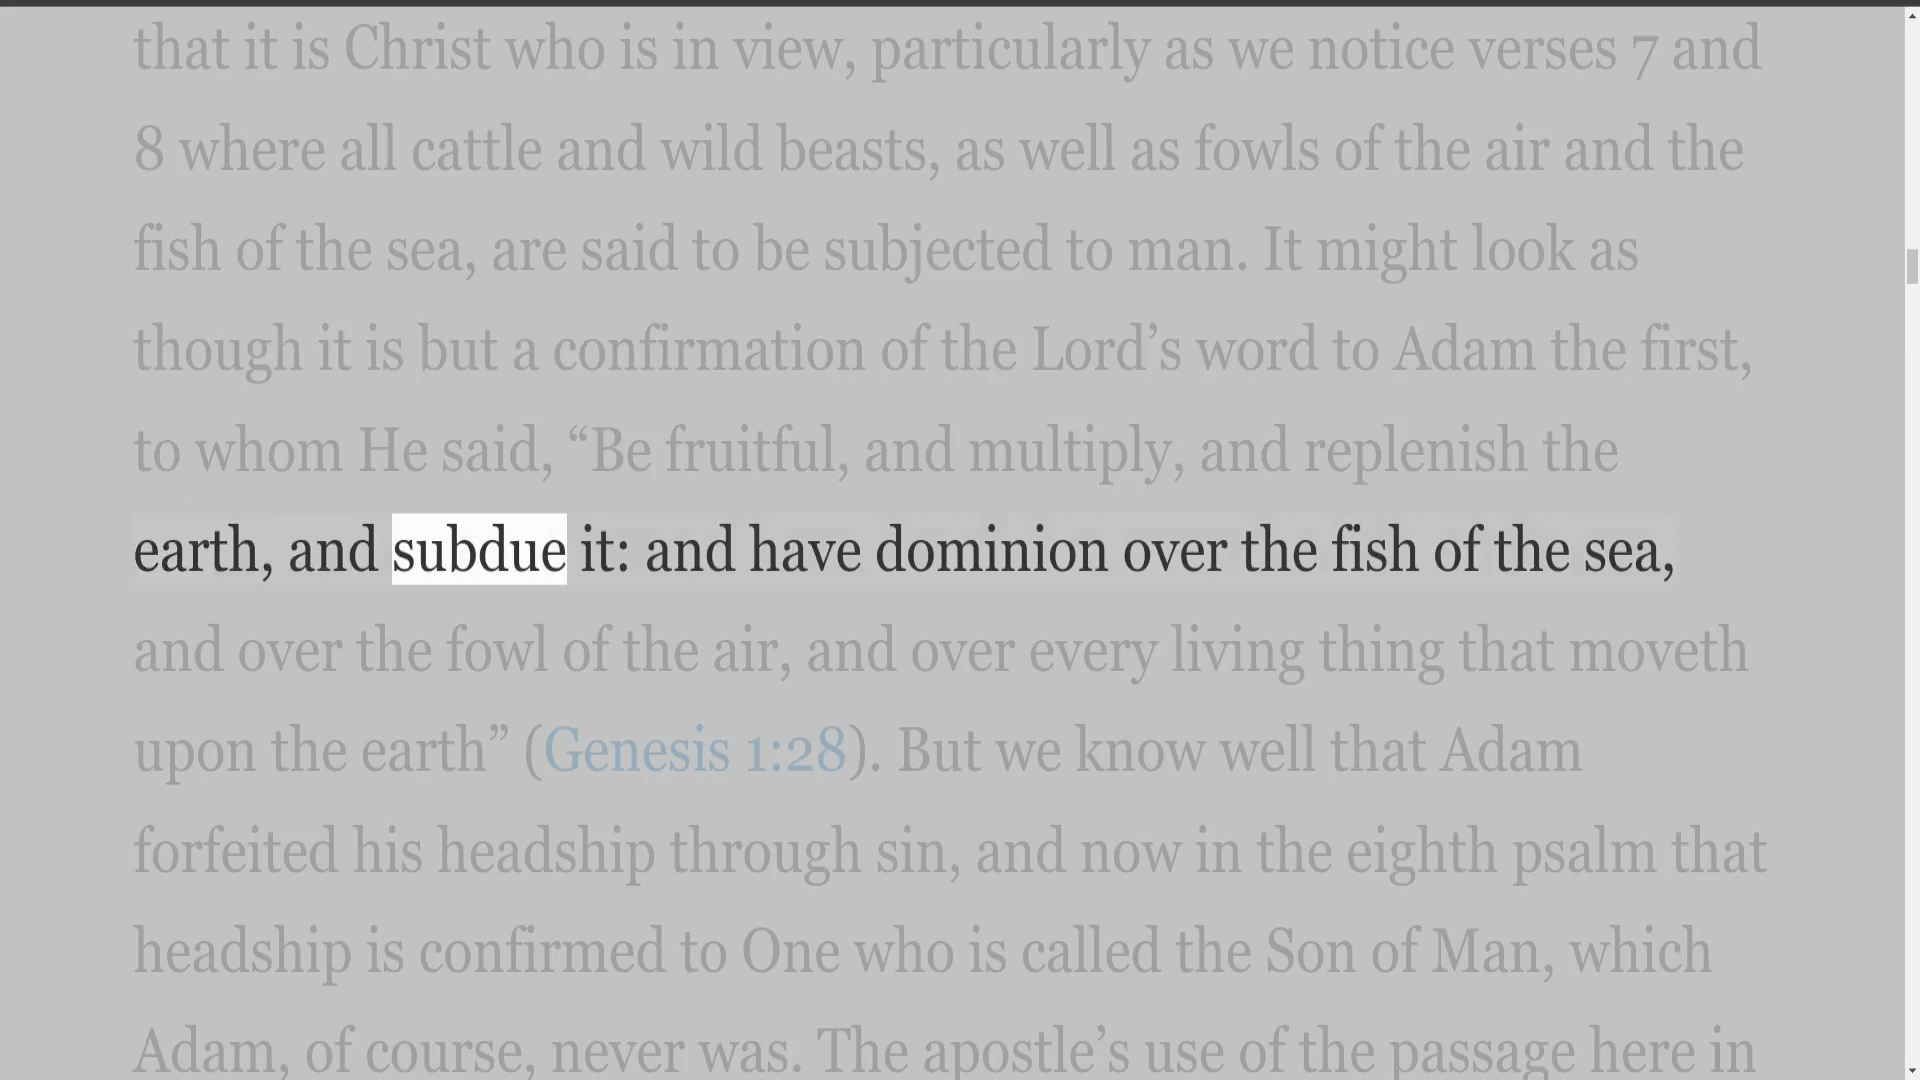 that it is Christ who is in view, particularly as we notice verses 7 and
8 where all cattle and wild beasts, as well as fowls of the air and the
fish of the sea, are said to be subjected to man. It might look as
though it is but a confirmation of the Lord’s word to Adam the first,
to whom He said, “Be fruitful, and multiply, and replenish the
earth, and subdue it: and have dominion over the fish of the sea,
and over the fowl of the air, and over every living thing that moveth
upon the earth” (Genesis 1:28). But we know well that Adam
forfeited his headship through sin, and now in the eighth psalm that
headship is confirmed to One who is called the Son of Man, which
Adam, of course, never was. The apostle’s use of the passage here in